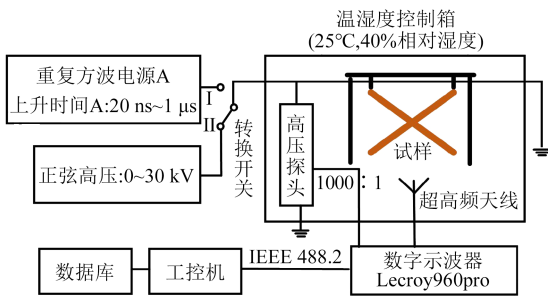 温湿度控制箱
(25℃,40%相对湿度)
重复方波电源A
上升时间A:20 ns~1 μs
I
II
转换开关
正弦高压:0~30 kV
高压探头
1000：1
试样
超高频天线
数据库
工控机
IEEE 488.2
数字示波器
Lecroy960pro